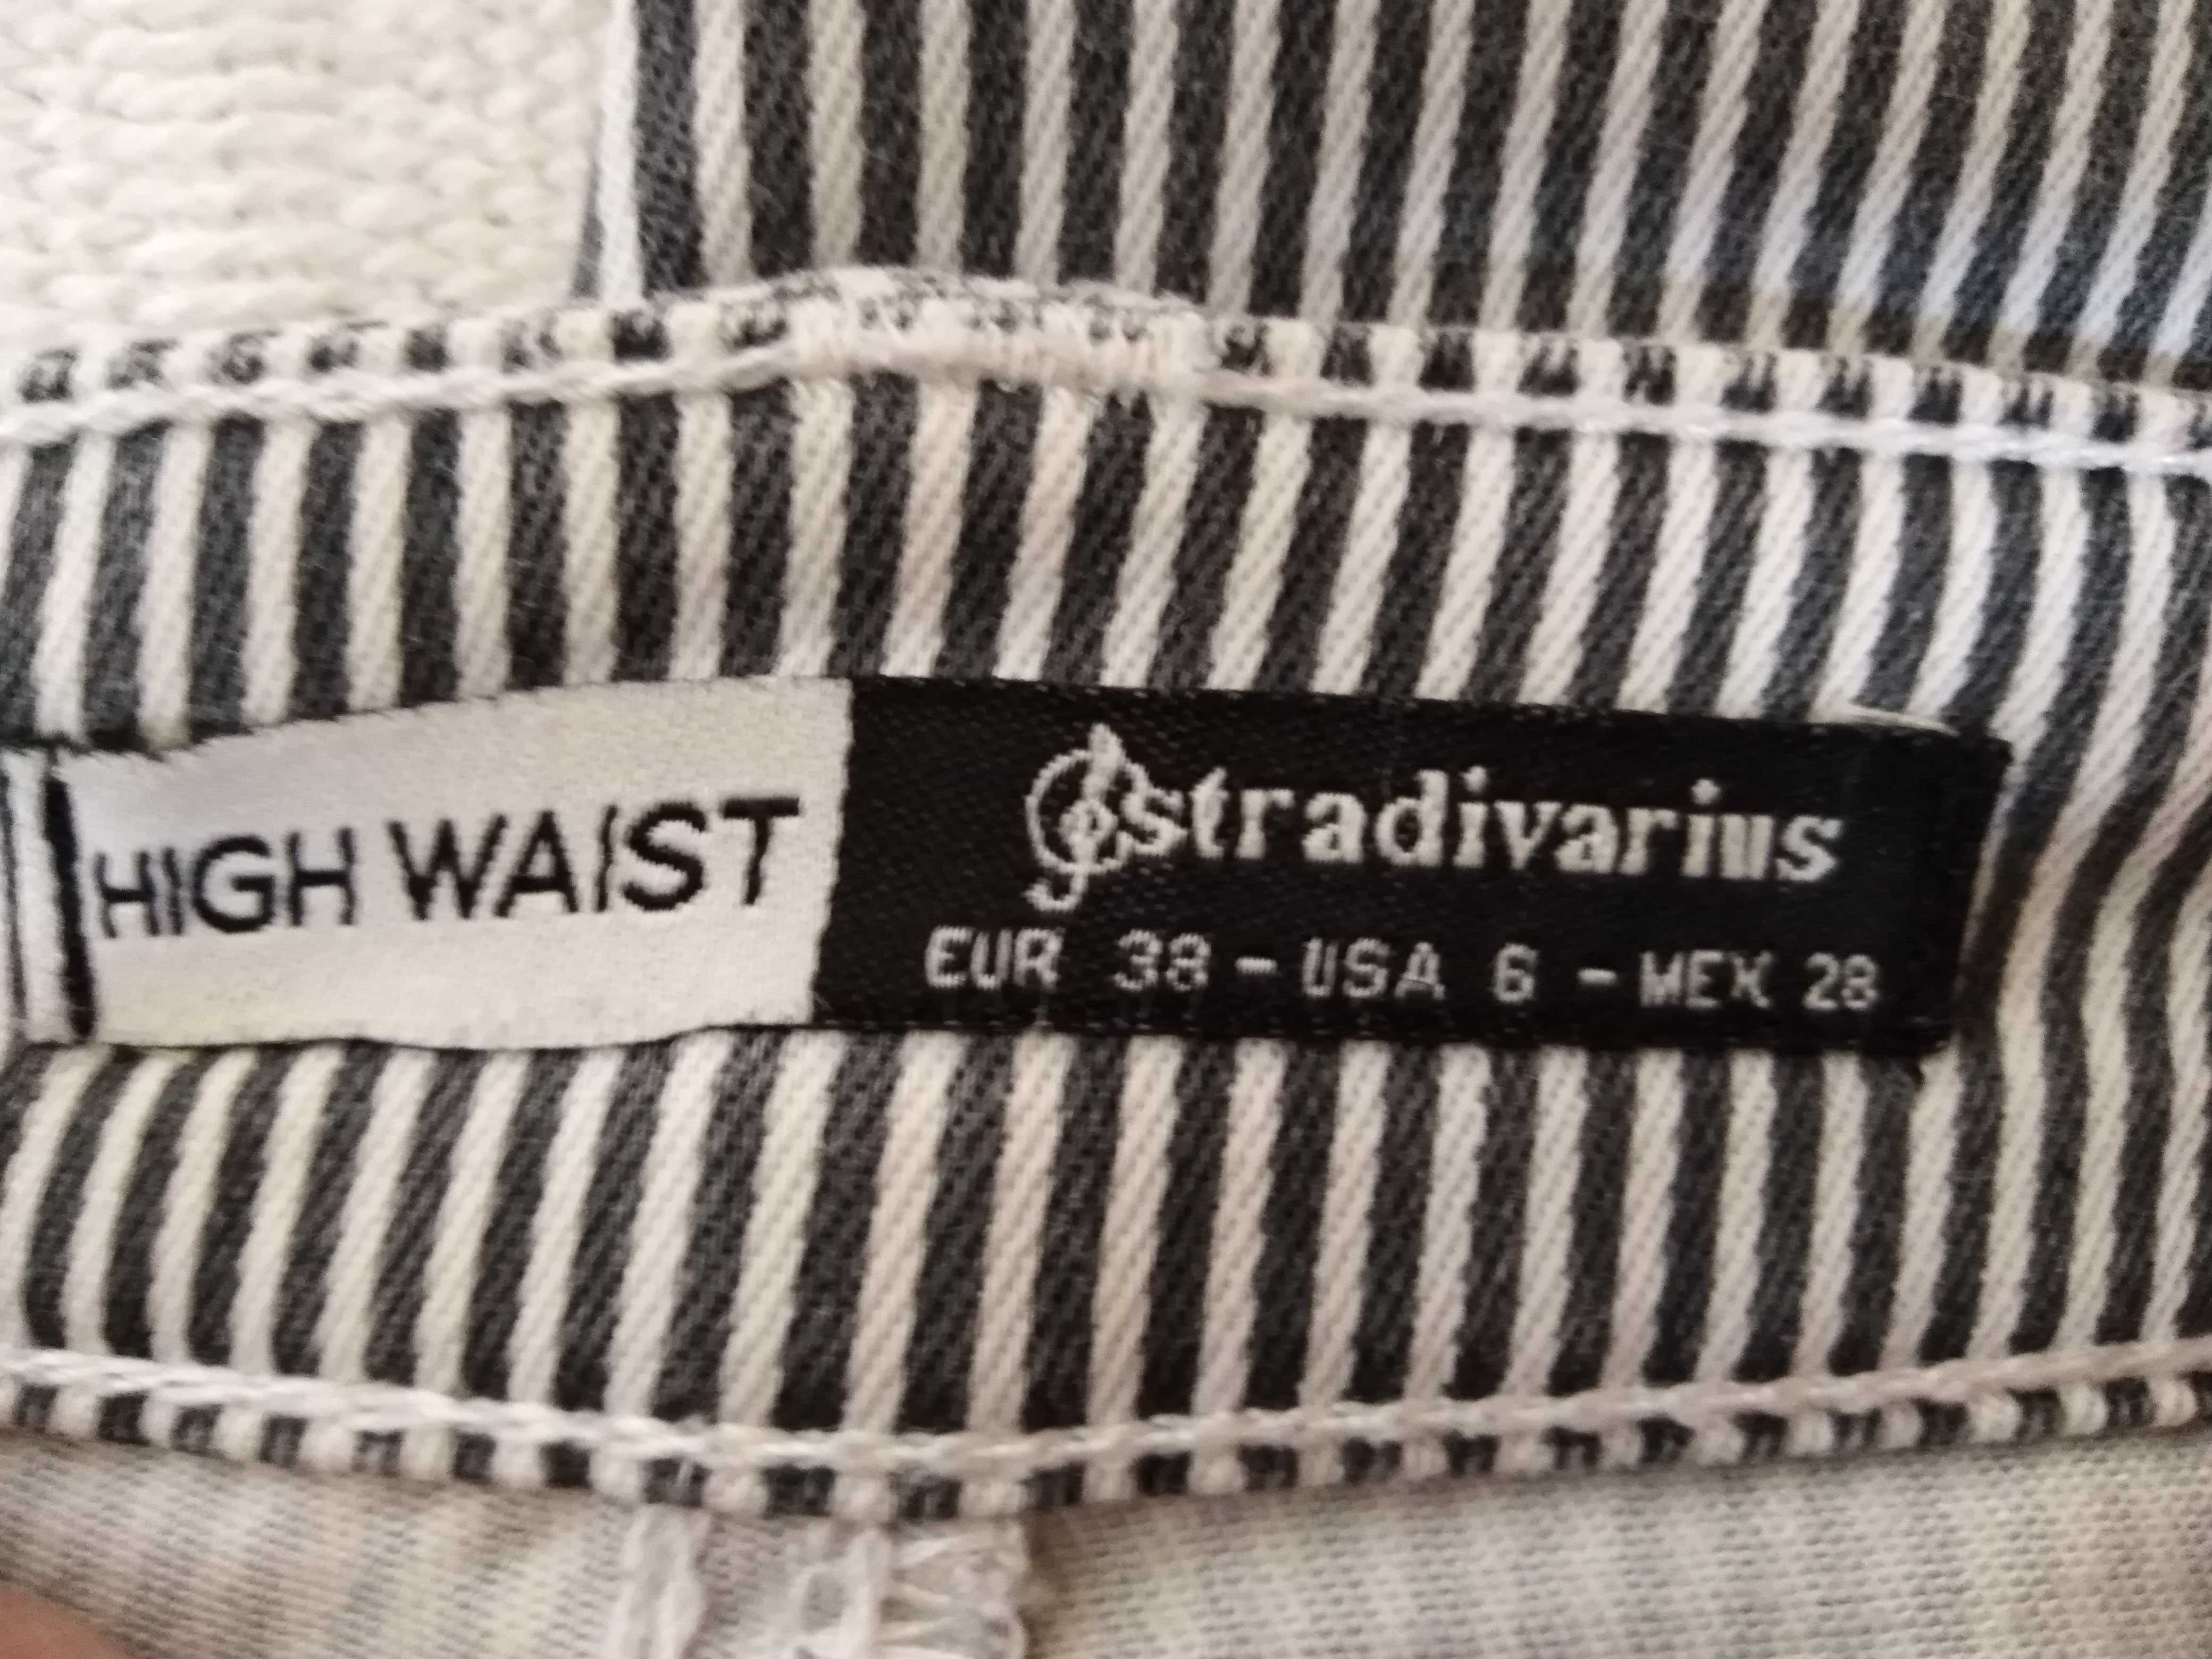 HIGH WAIST
stradivarius
EUR 38 - USA 6 - MEX 28